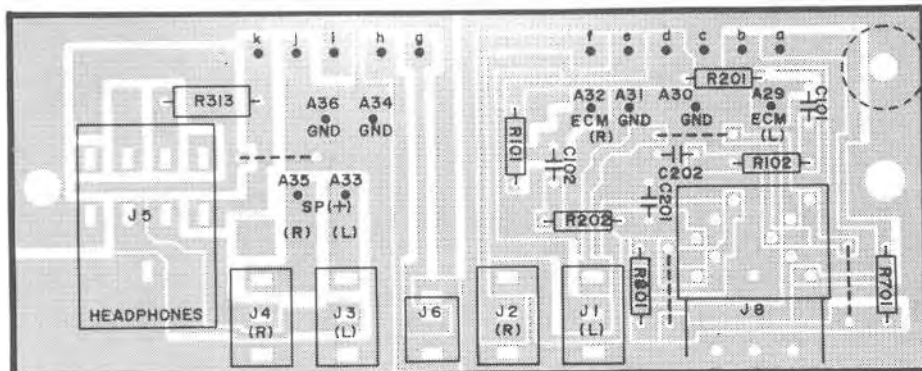 k j i h g f e d c b a
R201
R313
A36 A34 A32 A31 A30 A29
GND GND ECM GND GND ECM
(R) (L)
C101
R101
C102
C202
R102
A35 A33
SP(+)
(R) (L)
C201
J5
R202
R801
R701
J4 J3 J6 J2 J1 J8
(R) (L) (R) (L)
HEADPHONES